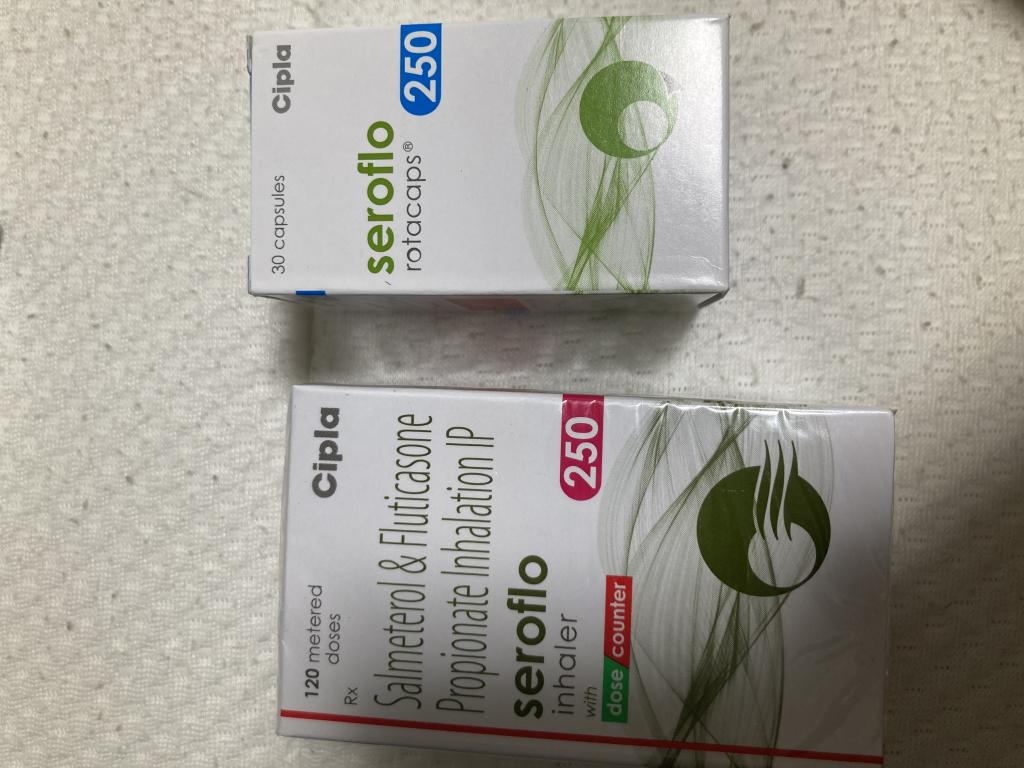 30 capsules
Cipla
seroflo
250
rotacaps®
120 metered
doses
Cipla
Rx
Salmeterol & Fluticasone
Propionate Inhalation IP
seroflo
250
inhaler
with
dose/counter